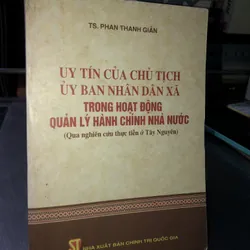 TS. PHAN THANH GIẢN
UY TÍN CỦA CHỦ TỊCH
ỦY BAN NHÂN DÂN XÃ
TRONG HOẠT ĐỘNG
QUẢN LÝ HÀNH CHÍNH NHÀ NƯỚC
(Qua nghiên cứu thực tiễn ở Tây Nguyên)
ST
NHÀ XUẤT BẢN CHÍNH TRỊ QUỐC GIA